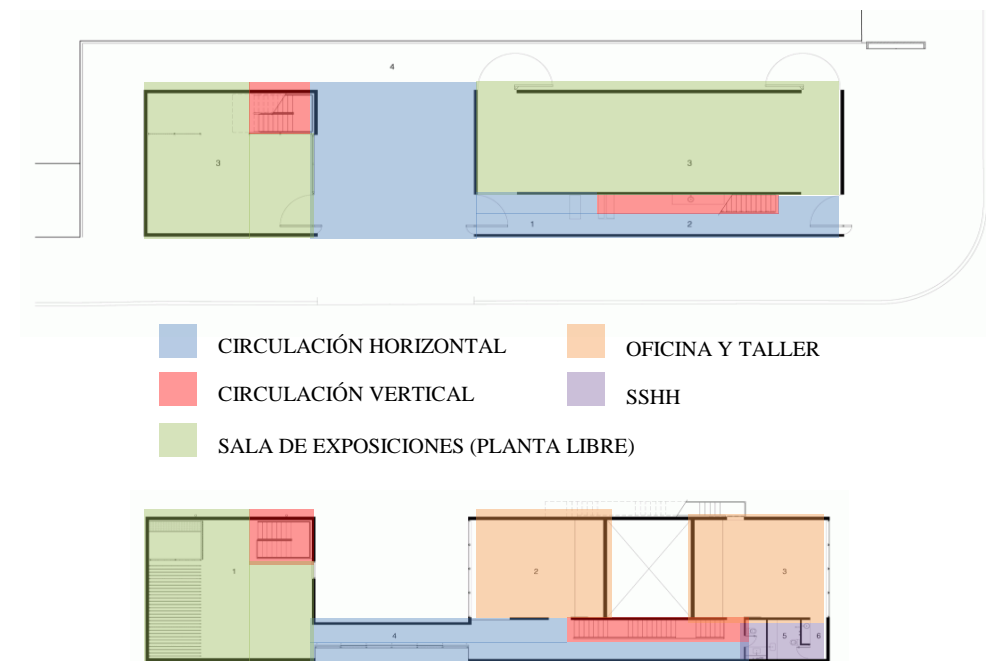 4
3
3
1
2
CIRCULACIÓN HORIZONTAL
OFICINA Y TALLER
CIRCULACIÓN VERTICAL
SSHH
SALA DE EXPOSICIONES (PLANTA LIBRE)
1
2
3
4
5
6